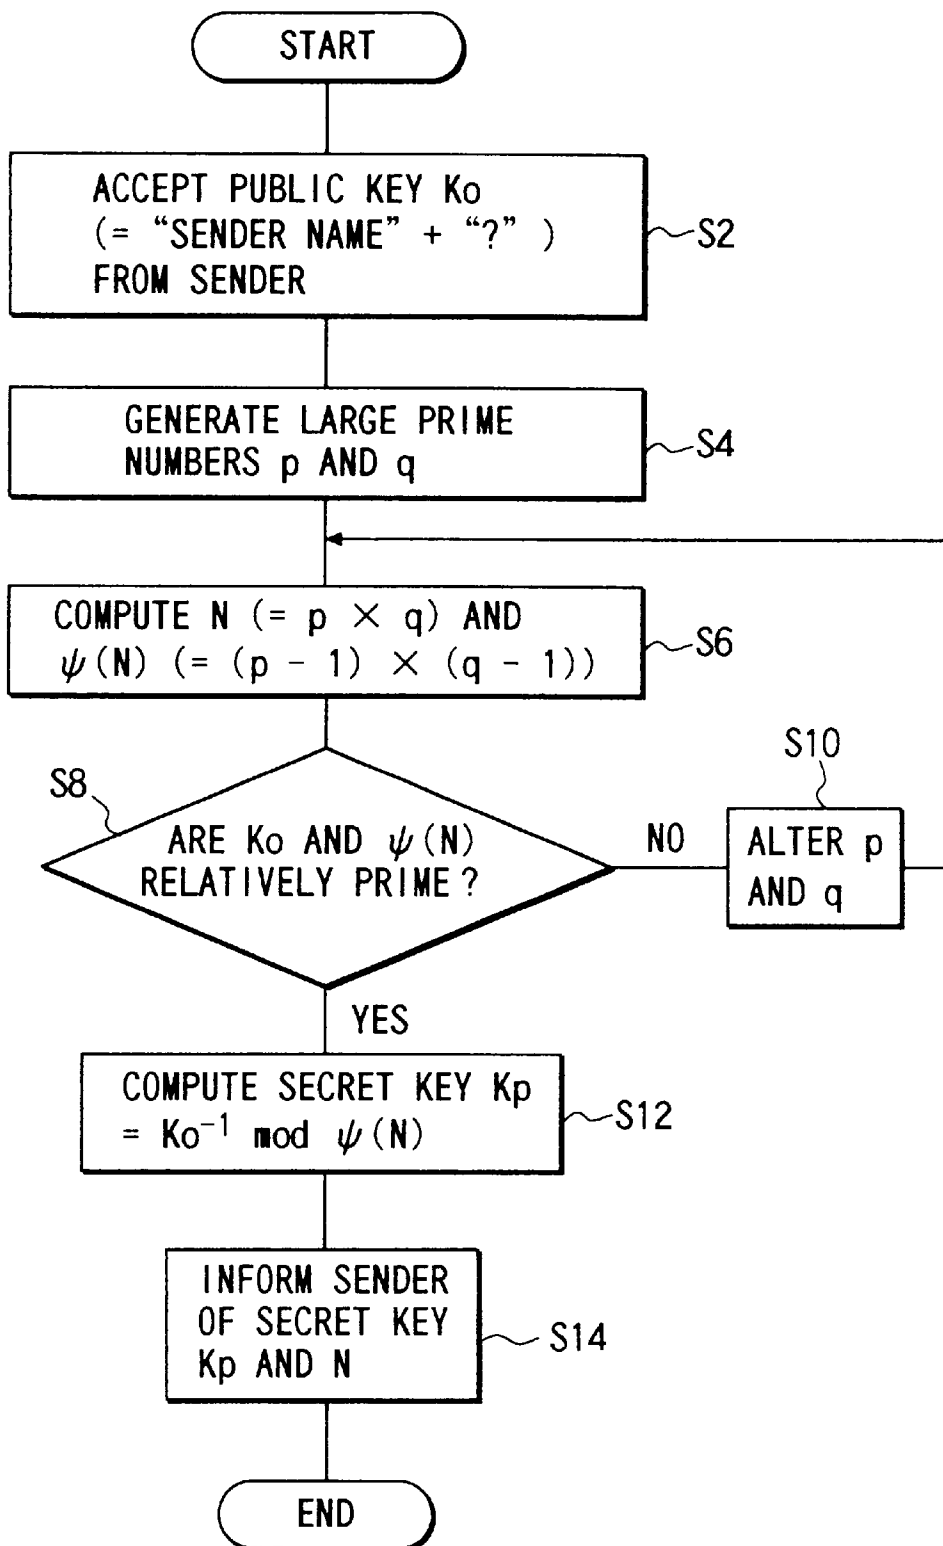 START
ACCEPT PUBLIC KEY Ko
(= “SENDER NAME” + “?” )
FROM SENDER
S2
GENERATE LARGE PRIME
NUMBERS p AND q
S4
COMPUTE N (= p × q) AND
ψ(N) (= (p - 1) × (q - 1))
S6
S8
ARE Ko AND ψ(N)
RELATIVELY PRIME?
NO
S10
ALTER p
AND q
YES
COMPUTE SECRET KEY Kp
= Ko⁻¹ mod ψ(N)
S12
INFORM SENDER
OF SECRET KEY
Kp AND N
S14
END